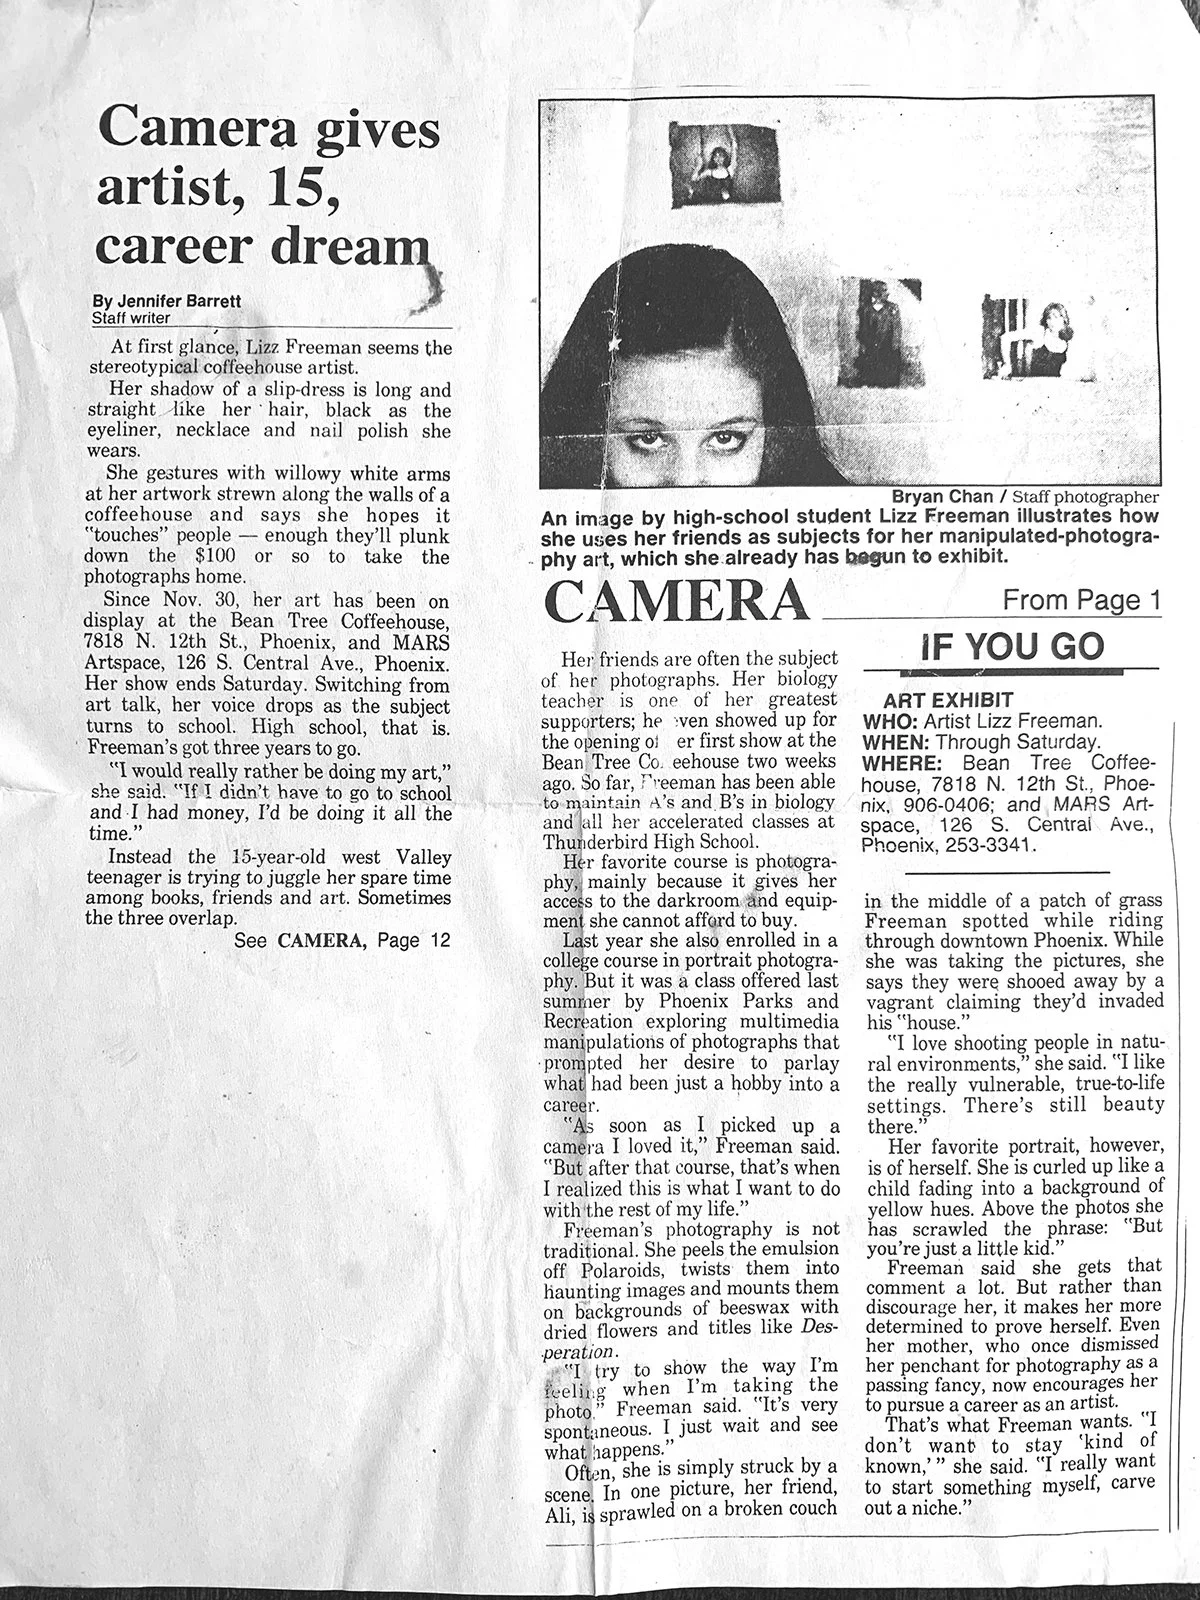 Camera gives
artist, 15,
career dream
By Jennifer Barrett
Staff writer
At first glance, Lizz Freeman seems the
stereotypical coffeehouse artist.
Her shadow of a slip-dress is long and
straight like her hair, black as the
eyeliner, necklace and nail polish she
wears.
She gestures with willowy white arms
at her artwork strewn along the walls of a
coffeehouse and says she hopes it
"touches" people — enough they'll plunk
down the $100 or so to take the
photographs home.
Since Nov. 30, her art has been on
display at the Bean Tree Coffeehouse,
7818 N. 12th St., Phoenix, and MARS
Artspace, 126 S. Central Ave., Phoenix.
Her show ends Saturday. Switching from
art talk, her voice drops as the subject
turns to school. High school, that is.
Freeman's got three years to go.
"I would really rather be doing my art,"
she said. "If I didn't have to go to school
and I had money, I'd be doing it all the
time."
Instead the 15-year-old west Valley
teenager is trying to juggle her spare time
among books, friends and art. Sometimes
the three overlap.
See CAMERA, Page 12
Bryan Chan / Staff photographer
An image by high-school student Lizz Freeman illustrates how
she uses her friends as subjects for her manipulated-photogra-
phy art, which she already has begun to exhibit.
CAMERA From Page 1
Her friends are often the subject
of her photographs. Her biology
teacher is one of her greatest
supporters; he even showed up for
the opening of er first show at the
Bean Tree Co eehouse two weeks
ago. So far, Freeman has been able
to maintain A's and B's in biology
and all her accelerated classes at
Thunderbird High School.
Her favorite course is photogra-
phy, mainly because it gives her
access to the darkroom and equip-
ment she cannot afford to buy.
Last year she also enrolled in a
college course in portrait photogra-
phy. But it was a class offered last
summer by Phoenix Parks and
Recreation exploring multimedia
manipulations of photographs that
prompted her desire to parlay
what had been just a hobby into a
career.
"As soon as I picked up a
camera I loved it," Freeman said.
"But after that course, that's when
I realized this is what I want to do
with the rest of my life."
Freeman's photography is not
traditional. She peels the emulsion
off Polaroids, twists them into
haunting images and mounts them
on backgrounds of beeswax with
dried flowers and titles like Des-
peration.
"I try to show the way I'm
feeling when I'm taking the
photo," Freeman said. "It's very
spontaneous. I just wait and see
what happens."
Often, she is simply struck by a
scene. In one picture, her friend,
Ali, is sprawled on a broken couch
IF YOU GO
ART EXHIBIT
WHO: Artist Lizz Freeman.
WHEN: Through Saturday.
WHERE: Bean Tree Coffee-
house, 7818 N. 12th St., Phoe-
nix, 906-0406; and MARS Art-
space, 126 S. Central Ave.,
Phoenix, 253-3341.
in the middle of a patch of grass
Freeman spotted while riding
through downtown Phoenix. While
she was taking the pictures, she
says they were shooed away by a
vagrant claiming they'd invaded
his "house."
"I love shooting people in natu-
ral environments," she said. "I like
the really vulnerable, true-to-life
settings. There's still beauty
there."
Her favorite portrait, however,
is of herself. She is curled up like a
child fading into a background of
yellow hues. Above the photos she
has scrawled the phrase: "But
you're just a little kid."
Freeman said she gets that
comment a lot. But rather than
discourage her, it makes her more
determined to prove herself. Even
her mother, who once dismissed
her penchant for photography as a
passing fancy, now encourages her
to pursue a career as an artist.
That's what Freeman wants. "I
don't want to stay 'kind of
known,'" she said. "I really want
to start something myself, carve
out a niche."